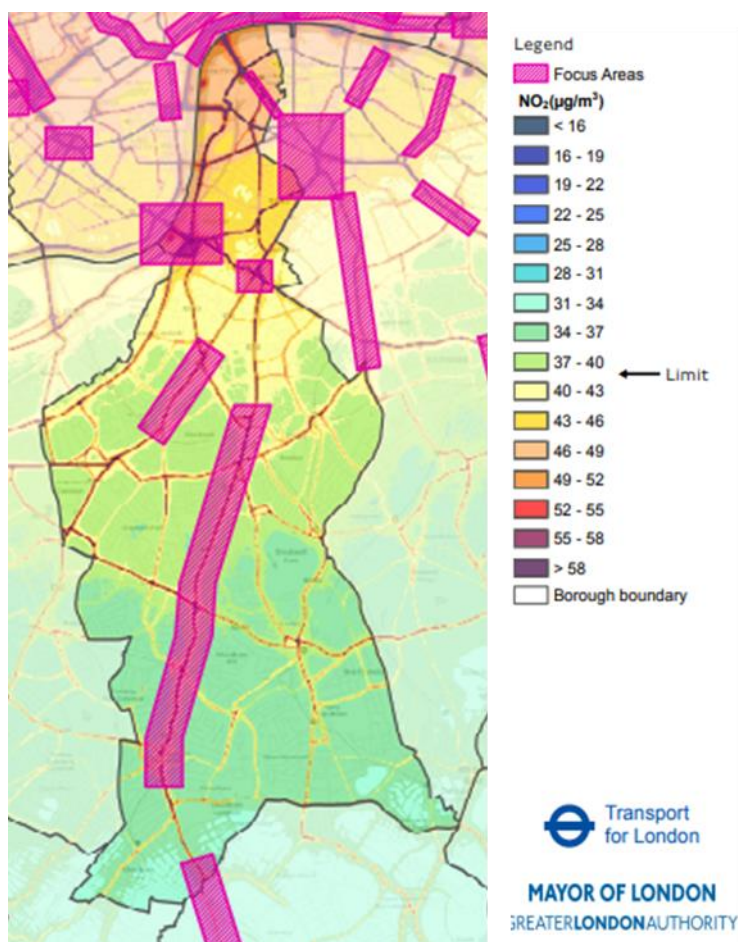 Legend
Focus Areas
NO₂(µg/m³)
< 16
16 - 19
19 - 22
22 - 25
25 - 28
28 - 31
31 - 34
34 - 37
37 - 40
Limit
40 - 43
43 - 46
46 - 49
49 - 52
52 - 55
55 - 58
> 58
Borough boundary
Transport
for London
MAYOR OF LONDON
GREATERLONDONAUTHORITY